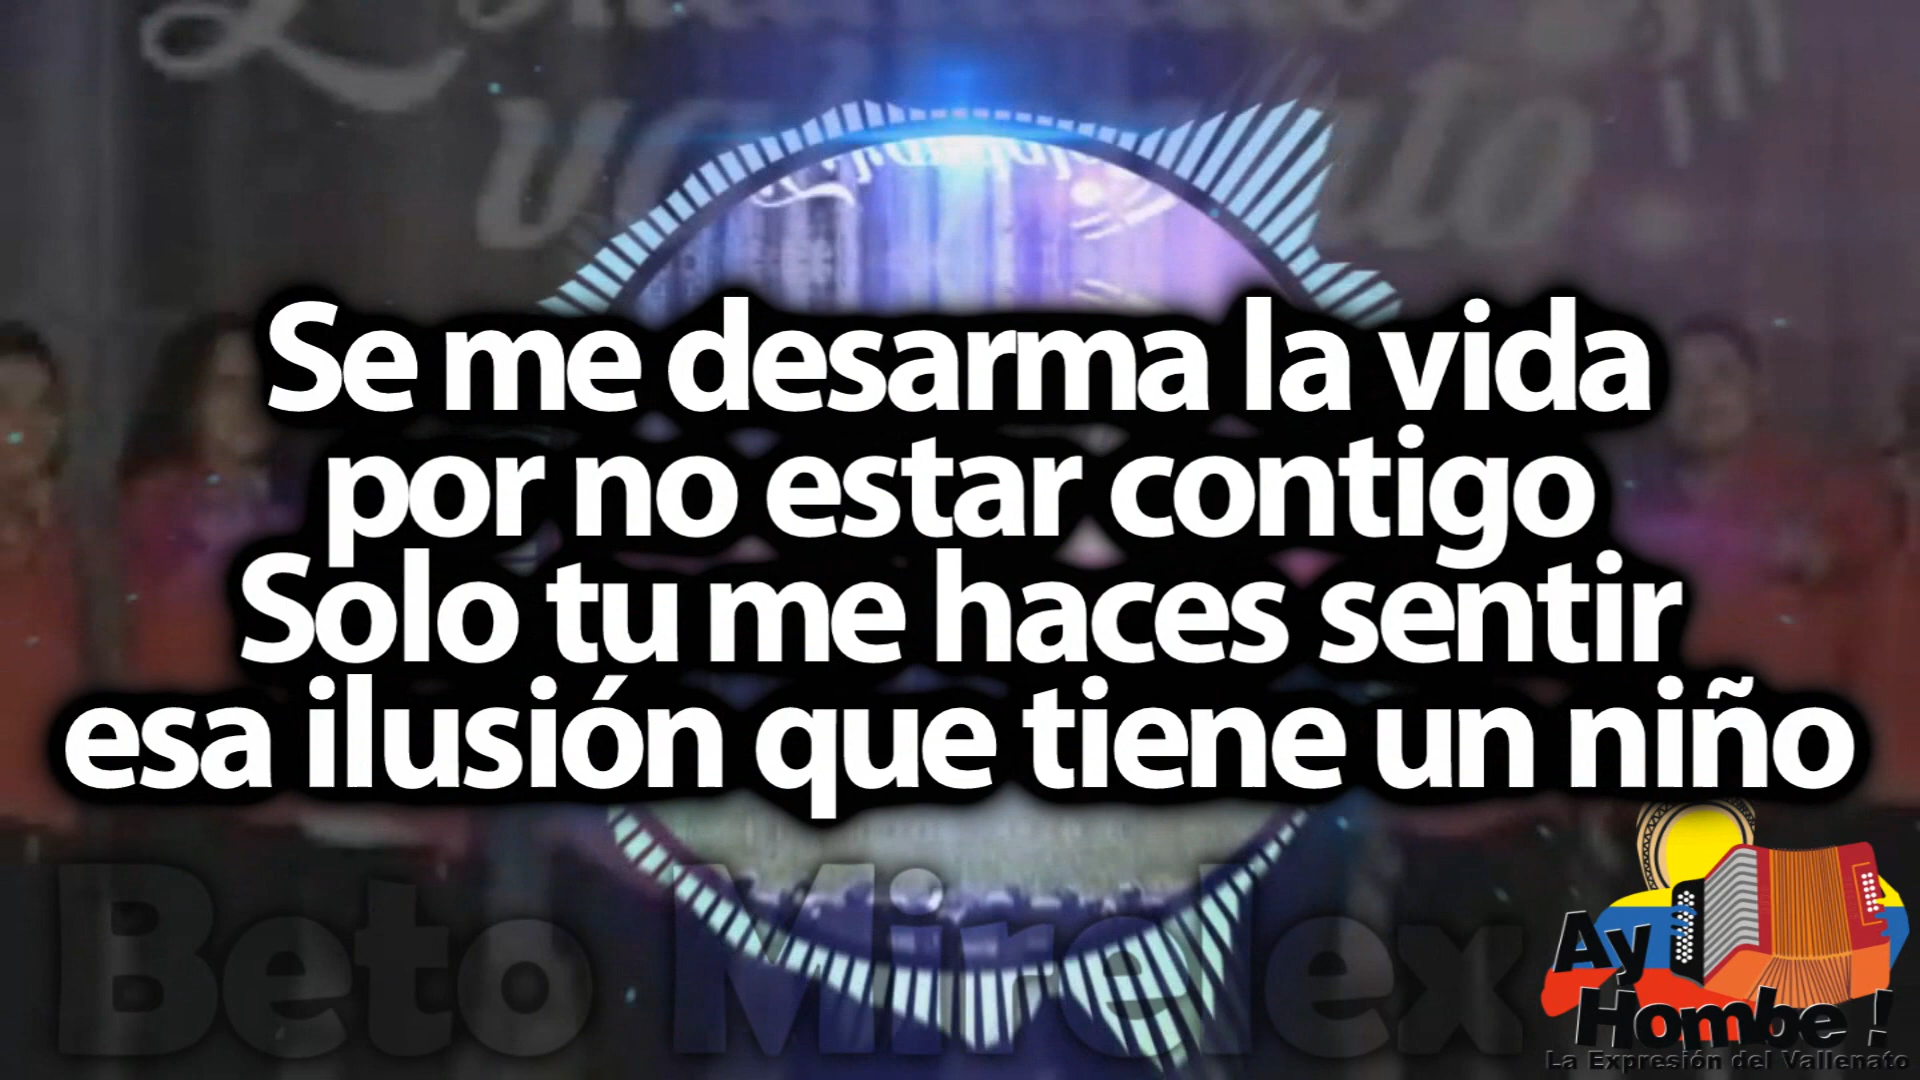 Se me desarma la vida
por no estar contigo
Solo tu me haces sentir
esa ilusión que tiene un niño
Beto Mirelex
Ay
Hombe !
La Expresión del Vallenato